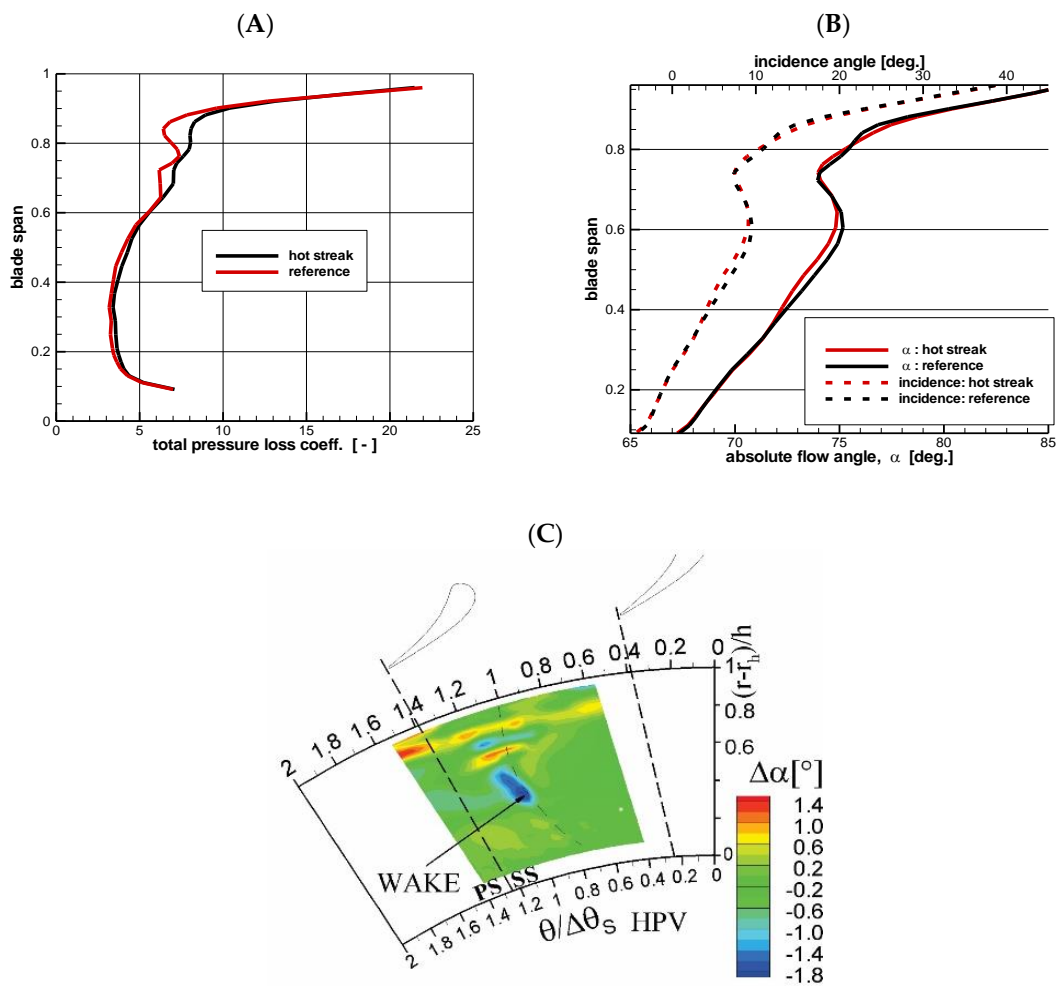 (A)
1
0.8
0.6
0.4
0.2
0
blade span
hot streak
reference
0 5 10 15 20 25
total pressure loss coeff. [ - ]
(B)
incidence angle [deg.]
0 10 20 30 40
0.8
0.6
0.4
0.2
blade span
α : hot streak
α : reference
incidence: hot streak
incidence: reference
65 70 75 80 85
absolute flow angle, α [deg.]
(C)
2 1.8 1.6 1.4 1.2 1 0.8 0.6 0.4 0.2 0
1
0.8
0.6
0.4
0.2
0
(r-rh)/h
WAKE
PS SS
2 1.8 1.6 1.4 1.2 1 0.8 0.6 0.4 0.2 0
θ/ΔθS HPV
Δα[°]
1.4
1.0
0.6
0.2
-0.2
-0.6
-1.0
-1.4
-1.8